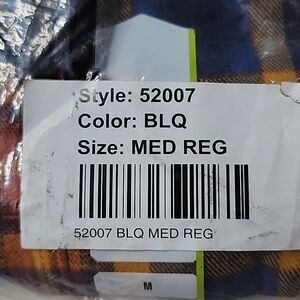 Style: 52007
Color: BLQ
Size: MED REG
52007 BLQ MED REG
M